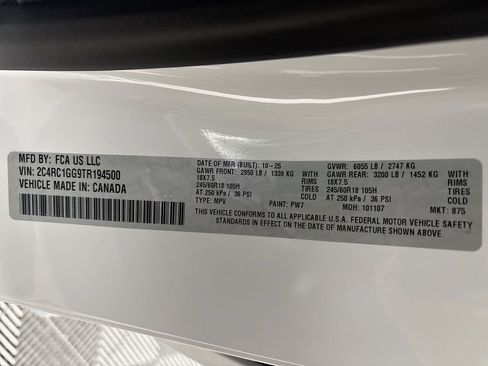 MFD BY: FCA US LLC
VIN: 2C4RC1GG9TR194500
VEHICLE MADE IN: CANADA
DATE OF MFR (BUILT): 10-25
GVWR: 6055 LB / 2747 KG
GAWR FRONT: 2950 LB / 1339 KG WITH
GAWR REAR: 3200 LB / 1452 KG WITH
18X7.5 RIMS
18X7.5 RIMS
245/60R18 105H TIRES
245/60R18 105H TIRES
AT 250 kPa / 36 PSI COLD
AT 250 kPa / 36 PSI COLD
TYPE: MPV PAINT: PW7 MDH: 101107 MKT: 875
THIS VEHICLE CONFORMS TO ALL APPLICABLE U.S.A. FEDERAL MOTOR VEHICLE SAFETY
STANDARDS IN EFFECT ON THE DATE OF MANUFACTURE SHOWN ABOVE.